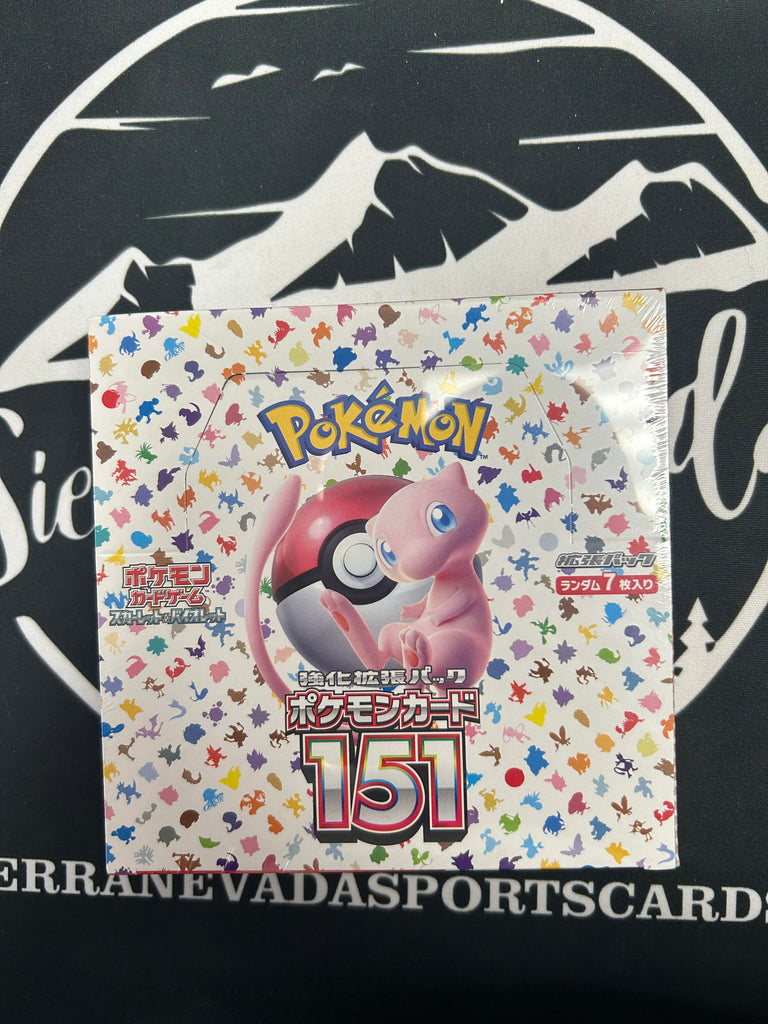 POKéMON
TM
ポケモン
カードゲーム
スカーレット&バイオレット
拡張パック
ランダム7枚入り
強化拡張パック
ポケモンカード
151
ERRANEVADASPORTSCARDS